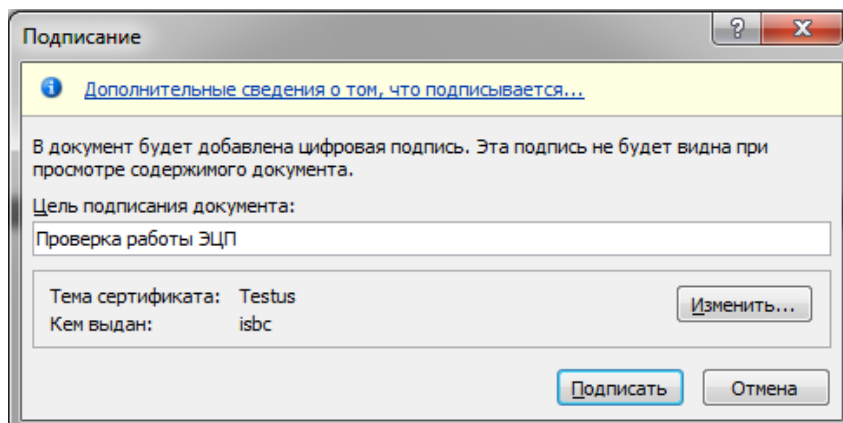 Подписание
Дополнительные сведения о том, что подписывается...
В документ будет добавлена цифровая подпись. Эта подпись не будет видна при
просмотре содержимого документа.
Цель подписания документа:
Проверка работы ЭЦП
Тема сертификата: Testus
Изменить...
Кем выдан: isbc
Подписать Отмена